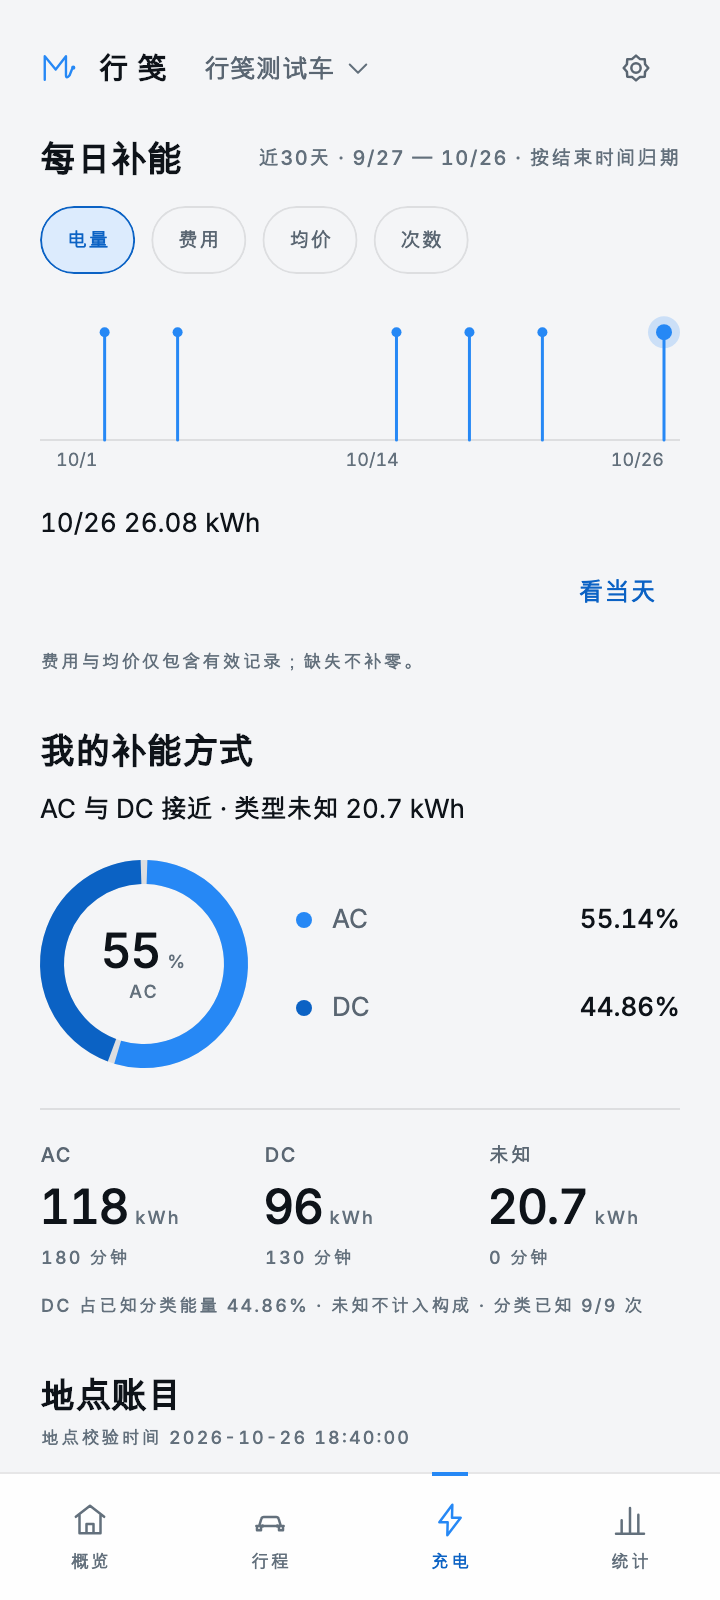 行笺 行笺测试车
每日补能 近30天 · 9/27 — 10/26 · 按结束时间归期
电量 费用 均价 次数
10/1 10/14 10/26
10/26 26.08 kWh
看当天
费用与均价仅包含有效记录；缺失不补零。
我的补能方式
AC 与 DC 接近 · 类型未知 20.7 kWh
55 %
AC
AC 55.14%
DC 44.86%
AC DC 未知
118 kWh 96 kWh 20.7 kWh
180 分钟 130 分钟 0 分钟
DC 占已知分类能量 44.86% · 未知不计入构成 · 分类已知 9/9 次
地点账目
地点校验时间 2026-10-26 18:40:00
概览 行程 充电 统计